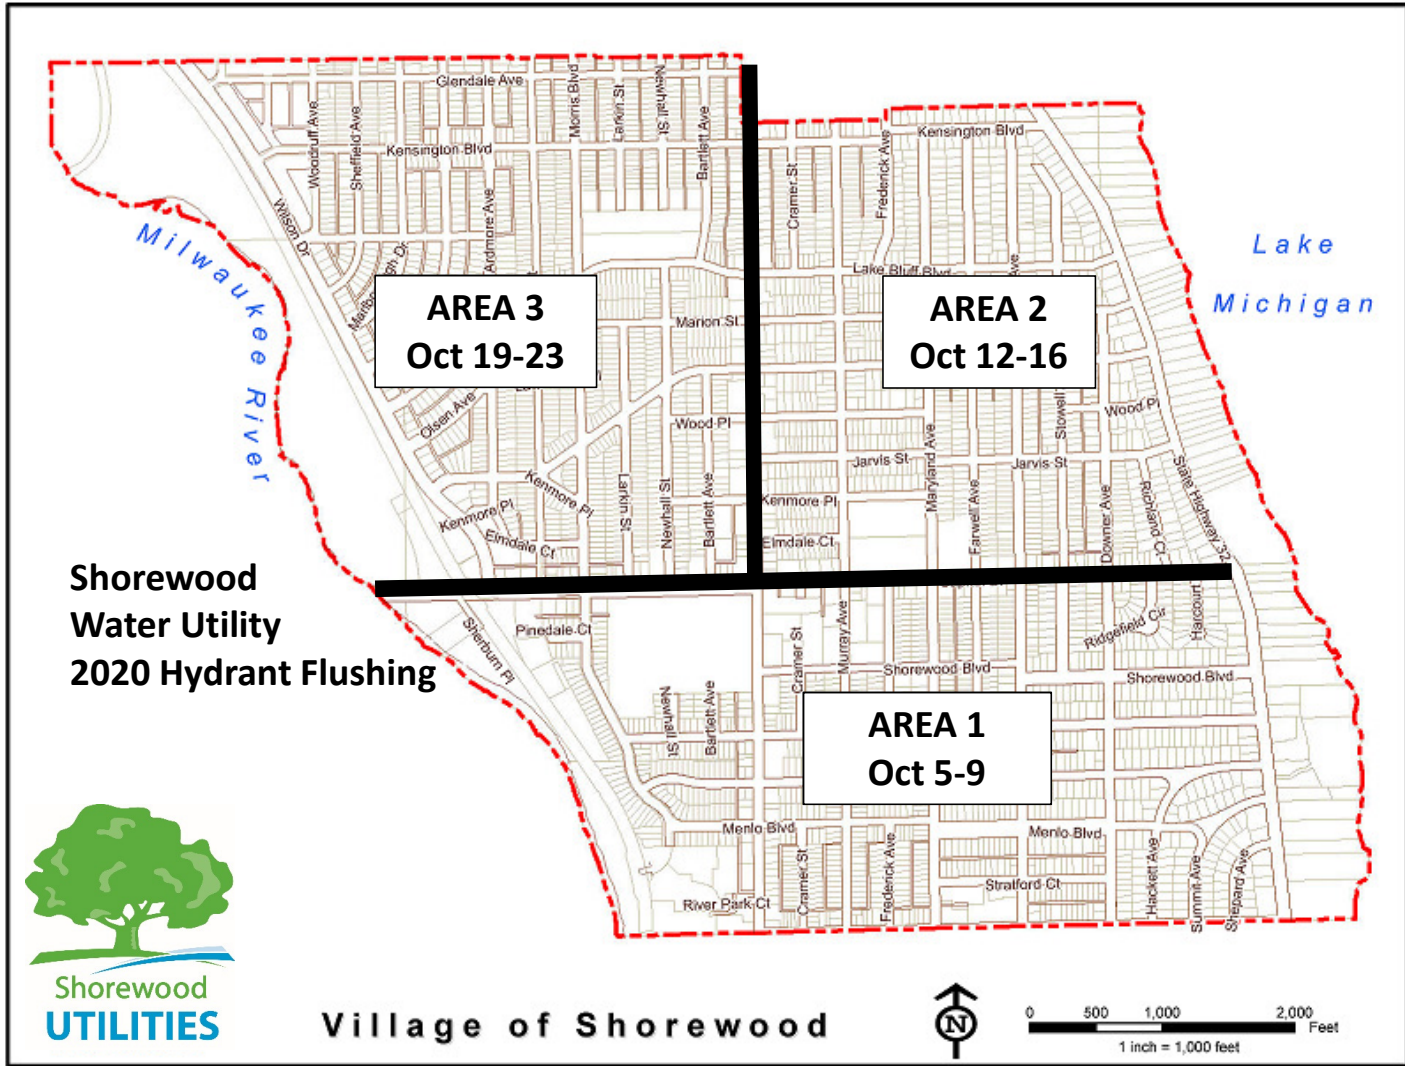 Glendale Ave
Morris Blvd
Larkin St
Newhall St
Bartlett Ave
Woodruff Ave
Sheffield Ave
Kensington Blvd
Kensington Blvd
Frederick Ave
Cramer St
Ardmore Ave
Wilson Dr
Milwaukee River
Lake
Michigan
Lake Bluff Blvd
AREA 3
Oct 19-23
AREA 2
Oct 12-16
Marion St
Olsen Ave
Wood Pl
Wood Pl
Stowell
Maryland Ave
Jarvis St
Jarvis St
State Highway 32
Kenmore Pl
Kenmore Pl
Kenmore Pl
Larkin St
Newhall St
Bartlett Ave
Farwell Ave
Downer Ave
Richland Ct
Elmdale Ct
Elmdale Ct
Shorewood
Water Utility
2020 Hydrant Flushing
Sherburn Pl
Pinedale Ct
Cramer St
Murray Ave
Ridgefield Cir
Harcourt
Shorewood Blvd
Shorewood Blvd
Newhall St
Bartlett Ave
AREA 1
Oct 5-9
Menlo Blvd
Menlo Blvd
Cramer St
Frederick Ave
Stratford Ct
Hackett Ave
Summit Ave
Shepard Ave
River Park Ct
Shorewood
UTILITIES
Village of Shorewood
N
0 500 1,000 2,000
Feet
1 inch = 1,000 feet